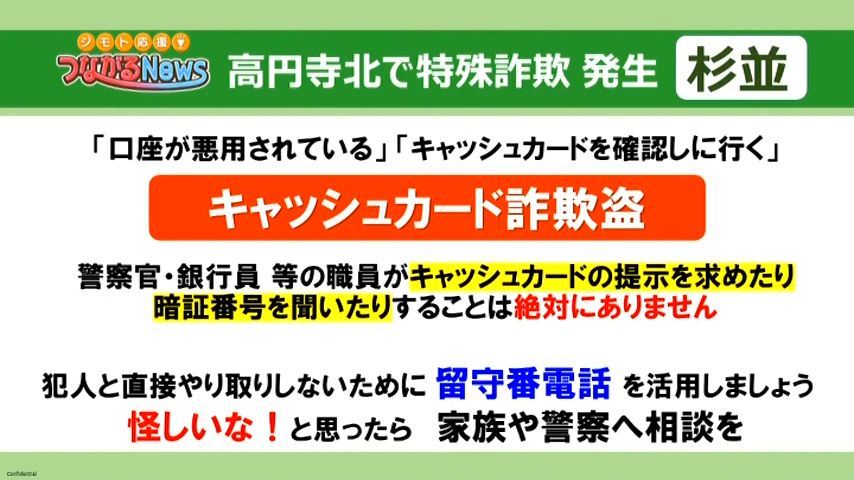 ジモト応援
つながるNews
高円寺北で特殊詐欺 発生
杉並
「口座が悪用されている」「キャッシュカードを確認しに行く」
キャッシュカード詐欺盗
警察官・銀行員 等の職員がキャッシュカードの提示を求めたり
暗証番号を聞いたりすることは絶対にありません
犯人と直接やり取りしないために 留守番電話 を活用しましょう
怪しいな！と思ったら 家族や警察へ相談を
Confidential